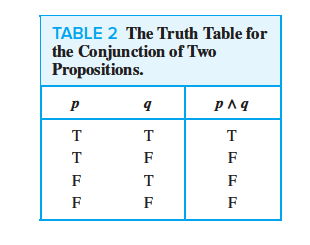 TABLE 2 The Truth Table for
the Conjunction of Two
Propositions.
p q p ∧ q
T T T
T F F
F T F
F F F